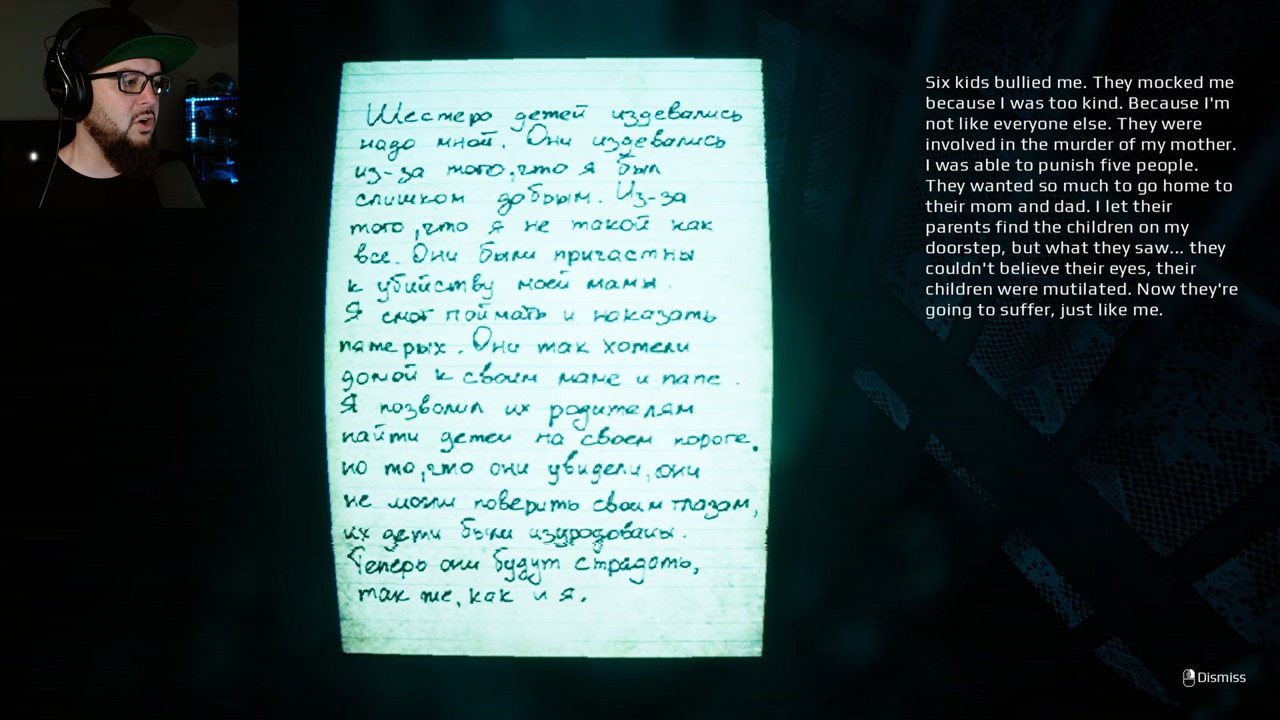 Шестеро детей издевались
надо мной. Они издевались
из-за того, что я был
слишком добрым. Из-за
того, что я не такой как
все. Они были причастны
к убийству моей мамы.
Я смог поймать и наказать
пятерых. Они так хотели
домой к своим маме и папе.
Я позволил их родителям
найти детей на своем пороге,
но то, что они увидели, они
не могли поверить своим глазам,
их дети были изуродованы.
Теперь они будут страдать,
так же, как и я.
Six kids bullied me. They mocked me
because I was too kind. Because I'm
not like everyone else. They were
involved in the murder of my mother.
I was able to punish five people.
They wanted so much to go home to
their mom and dad. I let their
parents find the children on my
doorstep, but what they saw... they
couldn't believe their eyes, their
children were mutilated. Now they're
going to suffer, just like me.
Dismiss